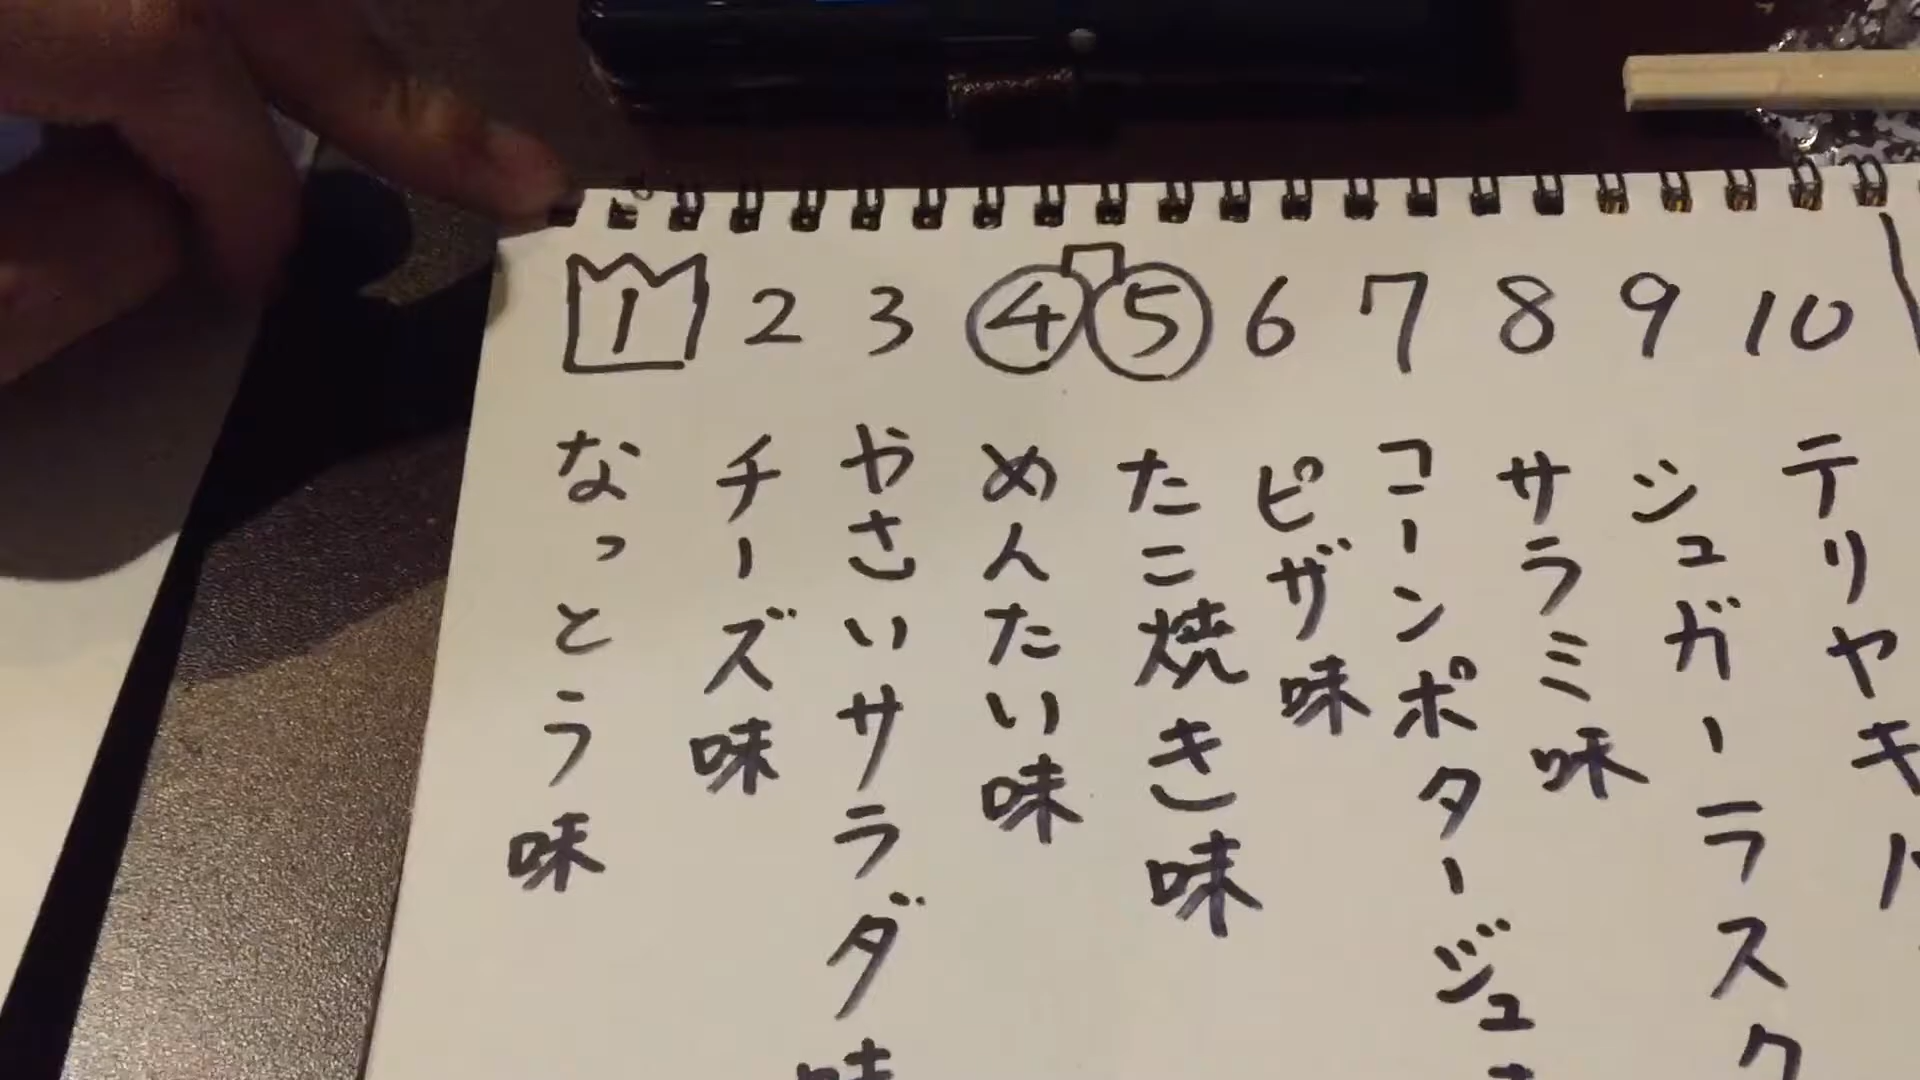 1 2 3 4 5 6 7 8 9 10
なっとう味
チーズ味
やさいサラダ味
めんたい味
たこ焼き味
ピザ味
コーンポタージュ
サラミ味
シュガーラスク
テリヤキ